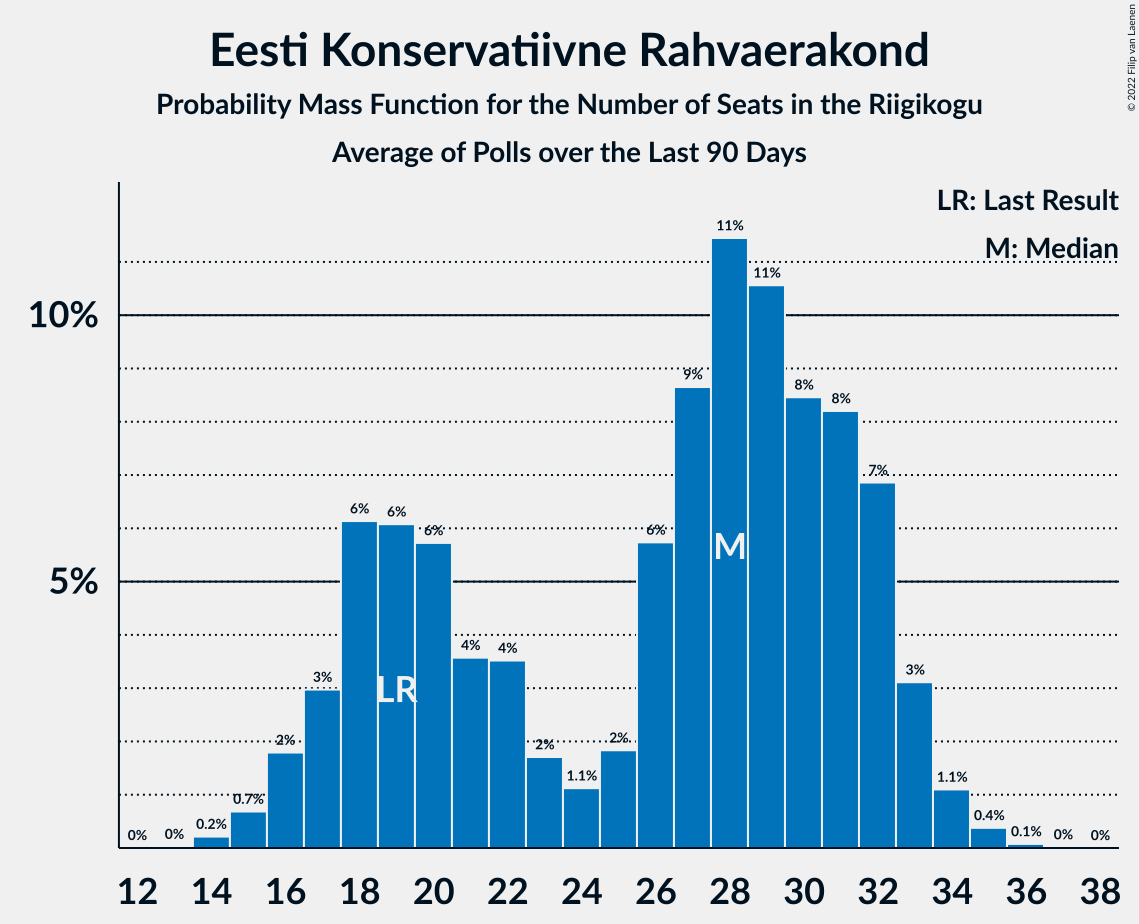 Eesti Konservatiivne Rahvaerakond
Probability Mass Function for the Number of Seats in the Riigikogu
Average of Polls over the Last 90 Days
© 2022 Filip van Laenen
LR: Last Result
M: Median
10%
5%
0% 0% 0.2% 0.7% 2% 3% 6% 6% 6% 4% 4% 2% 1.1% 2% 6% 9% 11% 11% 8% 8% 7% 3% 1.1% 0.4% 0.1% 0% 0%
LR
M
12 14 16 18 20 22 24 26 28 30 32 34 36 38